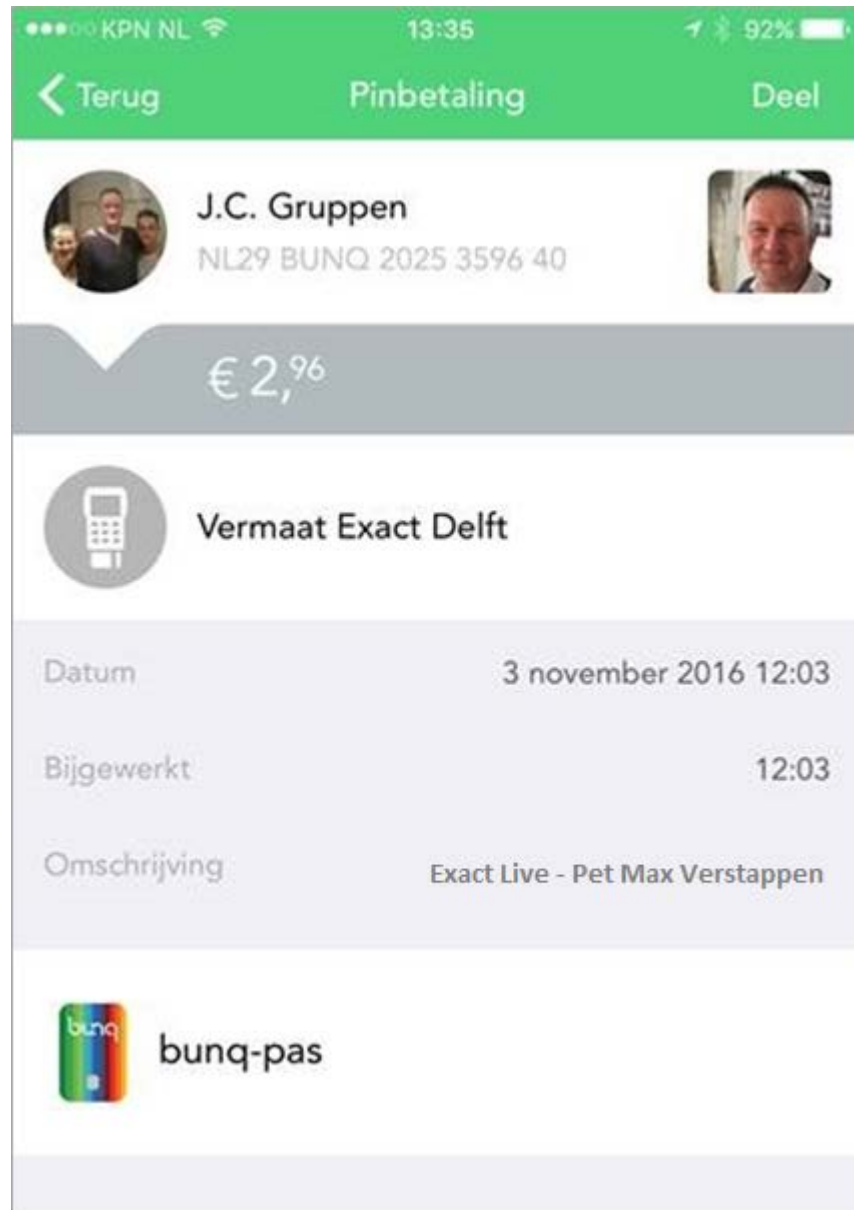 KPN NL 13:35 92%
Terug Pinbetaling Deel
J.C. Gruppen
NL29 BUNQ 2025 3596 40
€ 2,96
Vermaat Exact Delft
Datum 3 november 2016 12:03
Bijgewerkt 12:03
Omschrijving Exact Live - Pet Max Verstappen
bunq
bunq-pas